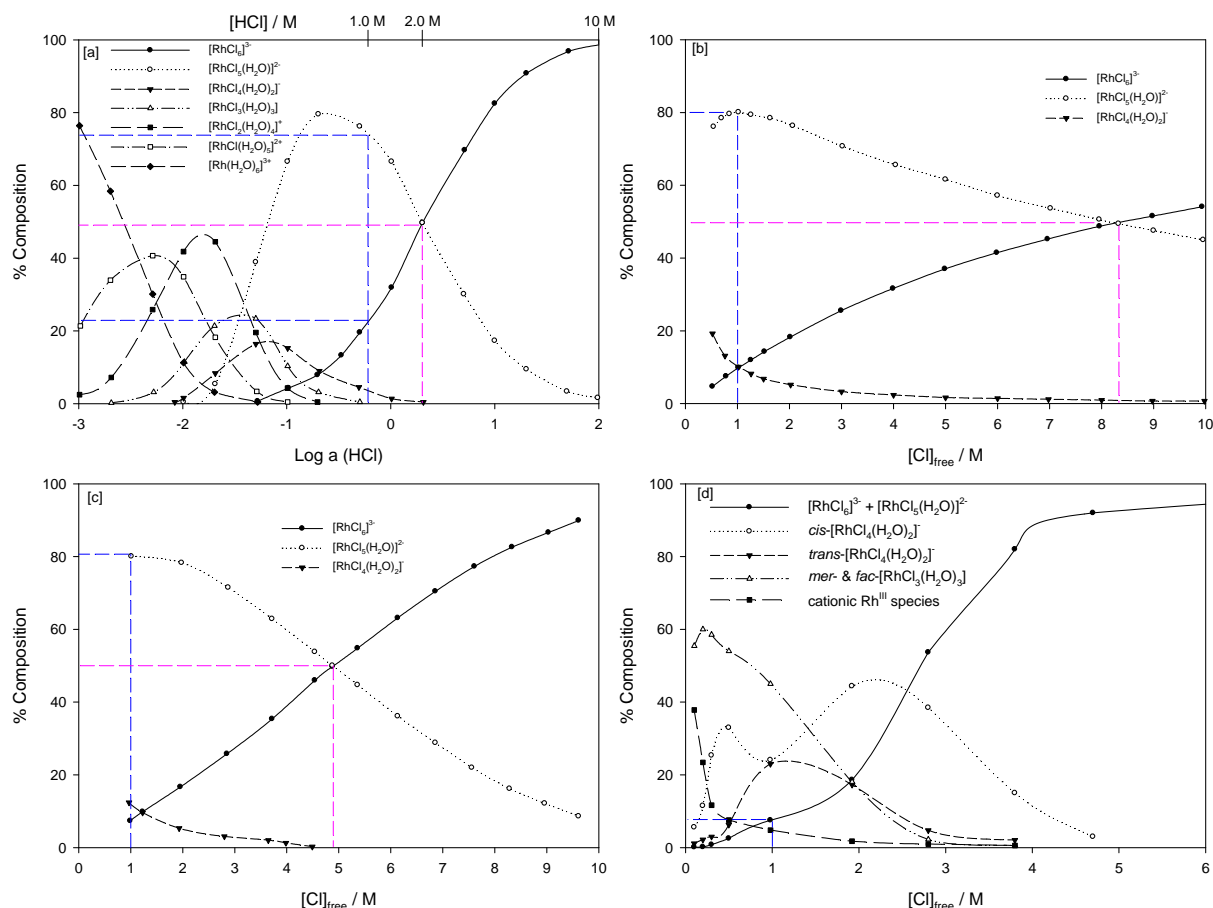 [HCl] / M
1.0 M 2.0 M 10 M
[a]
[RhCl₆]³⁻
[RhCl₅(H₂O)]²⁻
[RhCl₄(H₂O)₂]⁻
[RhCl₃(H₂O)₃]
[RhCl₂(H₂O)₄]⁺
[RhCl(H₂O)₅]²⁺
[Rh(H₂O)₆]³⁺
% Composition
100
80
60
40
20
0
-3 -2 -1 0 1 2
Log a (HCl)
[b]
[RhCl₆]³⁻
[RhCl₅(H₂O)]²⁻
[RhCl₄(H₂O)₂]⁻
% Composition
100
80
60
40
20
0
0 1 2 3 4 5 6 7 8 9 10
[Cl]free / M
[c]
[RhCl₆]³⁻
[RhCl₅(H₂O)]²⁻
[RhCl₄(H₂O)₂]⁻
% Composition
100
80
60
40
20
0
0 1 2 3 4 5 6 7 8 9 10
[Cl]free / M
[d]
[RhCl₆]³⁻ + [RhCl₅(H₂O)]²⁻
cis-[RhCl₄(H₂O)₂]⁻
trans-[RhCl₄(H₂O)₂]⁻
mer- & fac-[RhCl₃(H₂O)₃]
cationic Rhᴵᴵᴵ species
% Composition
100
80
60
40
20
0
0 1 2 3 4 5 6
[Cl]free / M